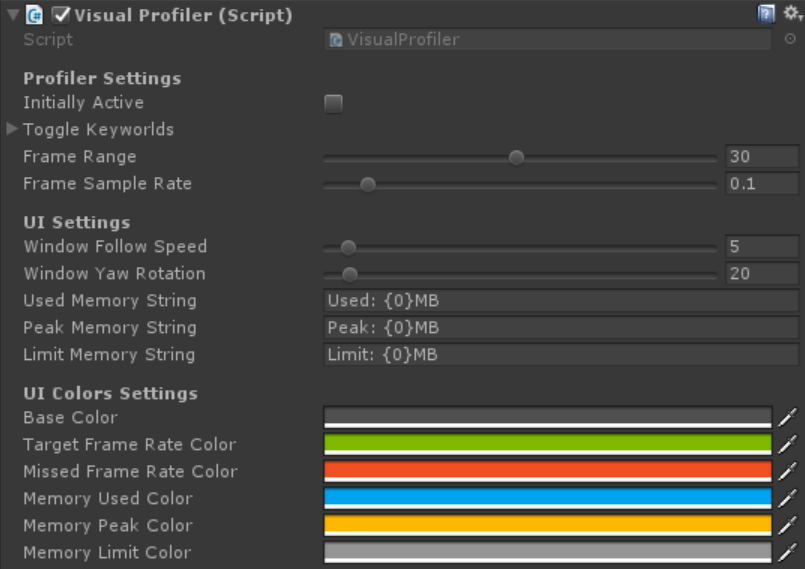 Visual Profiler (Script)
Script VisualProfiler
Profiler Settings
Initially Active
Toggle Keyworlds
Frame Range 30
Frame Sample Rate 0.1
UI Settings
Window Follow Speed 5
Window Yaw Rotation 20
Used Memory String Used: {0}MB
Peak Memory String Peak: {0}MB
Limit Memory String Limit: {0}MB
UI Colors Settings
Base Color
Target Frame Rate Color
Missed Frame Rate Color
Memory Used Color
Memory Peak Color
Memory Limit Color